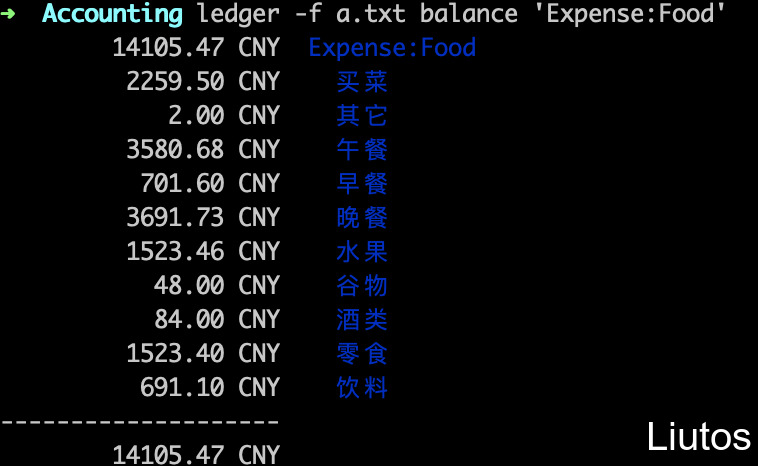 ➜  Accounting ledger -f a.txt balance 'Expense:Food'
14105.47 CNY  Expense:Food
2259.50 CNY    买菜
2.00 CNY    其它
3580.68 CNY    午餐
701.60 CNY    早餐
3691.73 CNY    晚餐
1523.46 CNY    水果
48.00 CNY    谷物
84.00 CNY    酒类
1523.40 CNY    零食
691.10 CNY    饮料
--------------------
14105.47 CNY
Liutos